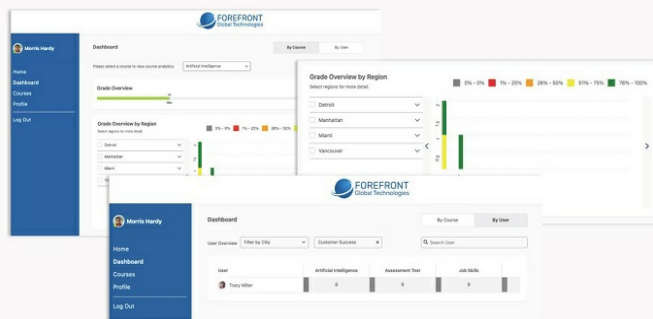 FOREFRONT
Global Technologies
Morris Hardy
Home
Dashboard
Courses
Profile
Log Out
Dashboard
By Course
By User
Please select a course to view course analytics:
Artificial Intelligence
Grade Overview
Grade Overview by Region
Select regions for more detail.
0% - 0%
1% - 25%
26% - 50%
Detroit
Manhattan
Miami
Grade Overview by Region
Select regions for more detail.
0% - 0%
1% - 25%
26% - 50%
51% - 75%
76% - 100%
Detroit
Manhattan
Miami
Vancouver
FOREFRONT
Global Technologies
Morris Hardy
Home
Dashboard
Courses
Profile
Log Out
Dashboard
By Course
By User
User Overview
Filter by City
Customer Success
Search User
User
Artificial Intelligence
Assessment Test
Job Skills
Tracy Miller
0
0
0